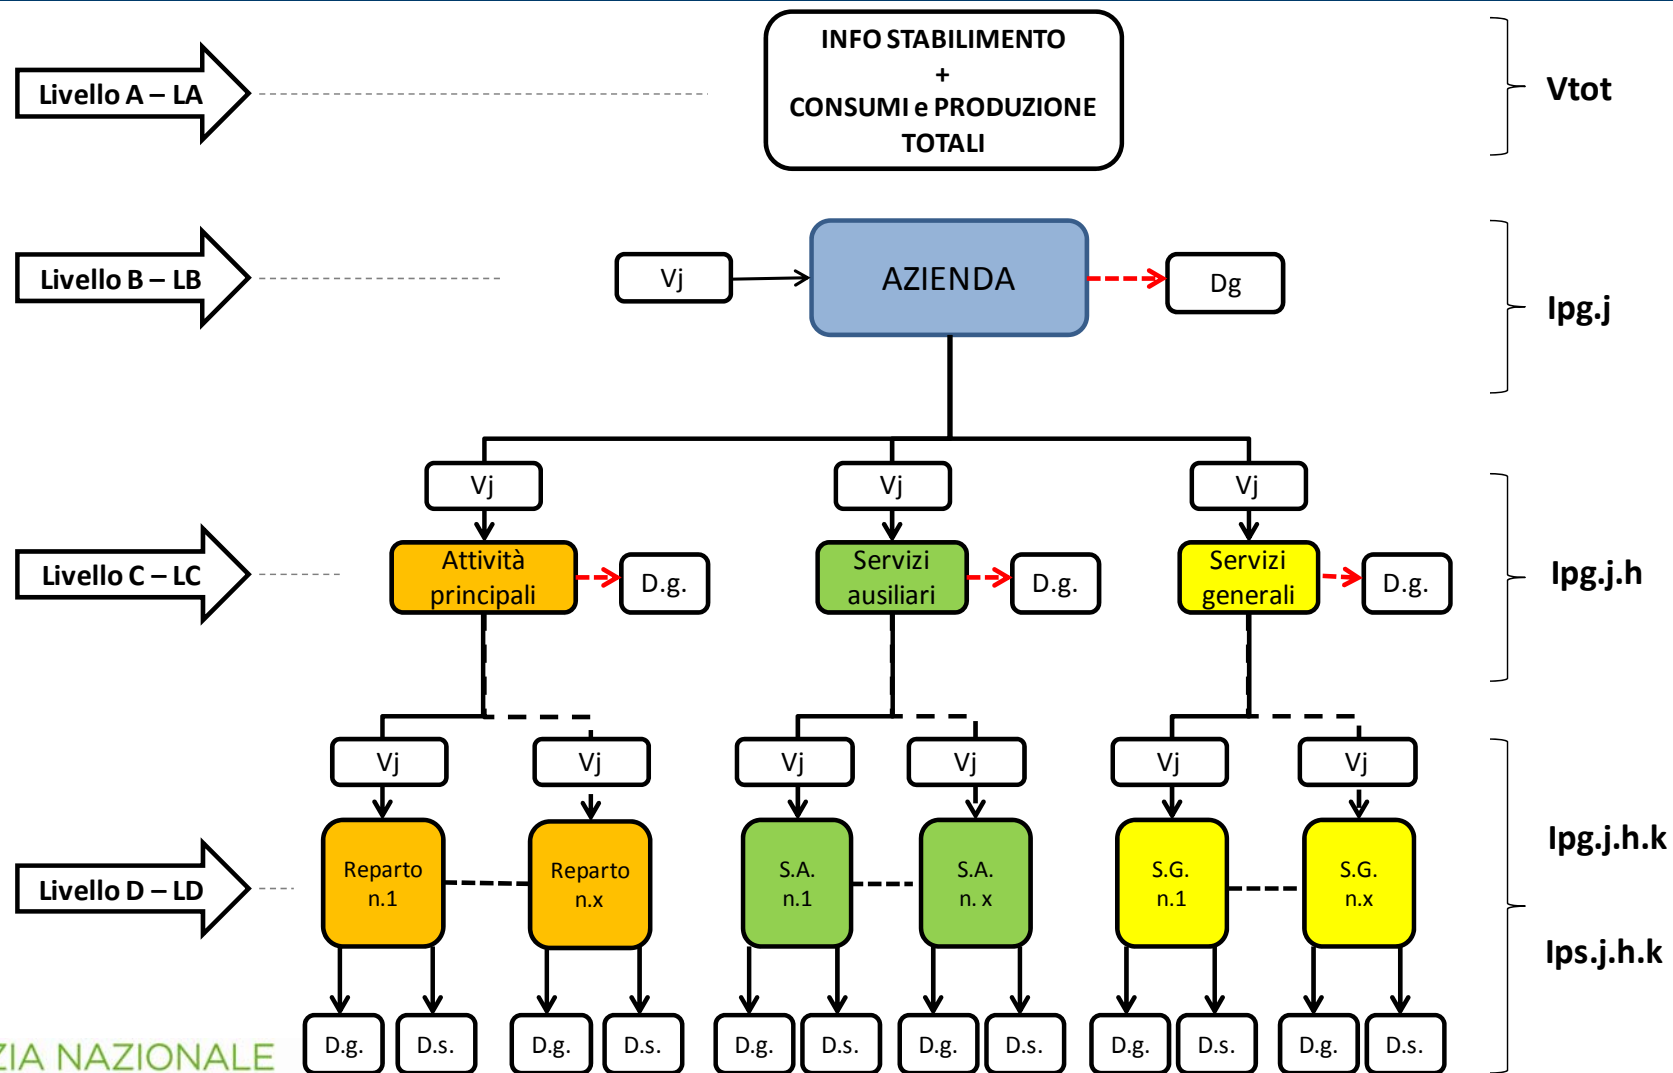 INFO STABILIMENTO
+
CONSUMI e PRODUZIONE
TOTALI
Livello A – LA
Vtot
Livello B – LB
Vj
AZIENDA
Dg
Ipg.j
Vj
Vj
Vj
Livello C – LC
Attività
principali
D.g.
Servizi
ausiliari
D.g.
Servizi
generali
D.g.
Ipg.j.h
Vj
Vj
Vj
Vj
Vj
Vj
Livello D – LD
Reparto
n.1
Reparto
n.x
S.A.
n.1
S.A.
n. x
S.G.
n.1
S.G.
n.x
Ipg.j.h.k
Ips.j.h.k
D.g.
D.s.
D.g.
D.s.
D.g.
D.s.
D.g.
D.s.
D.g.
D.s.
D.g.
D.s.
ZIA NAZIONALE